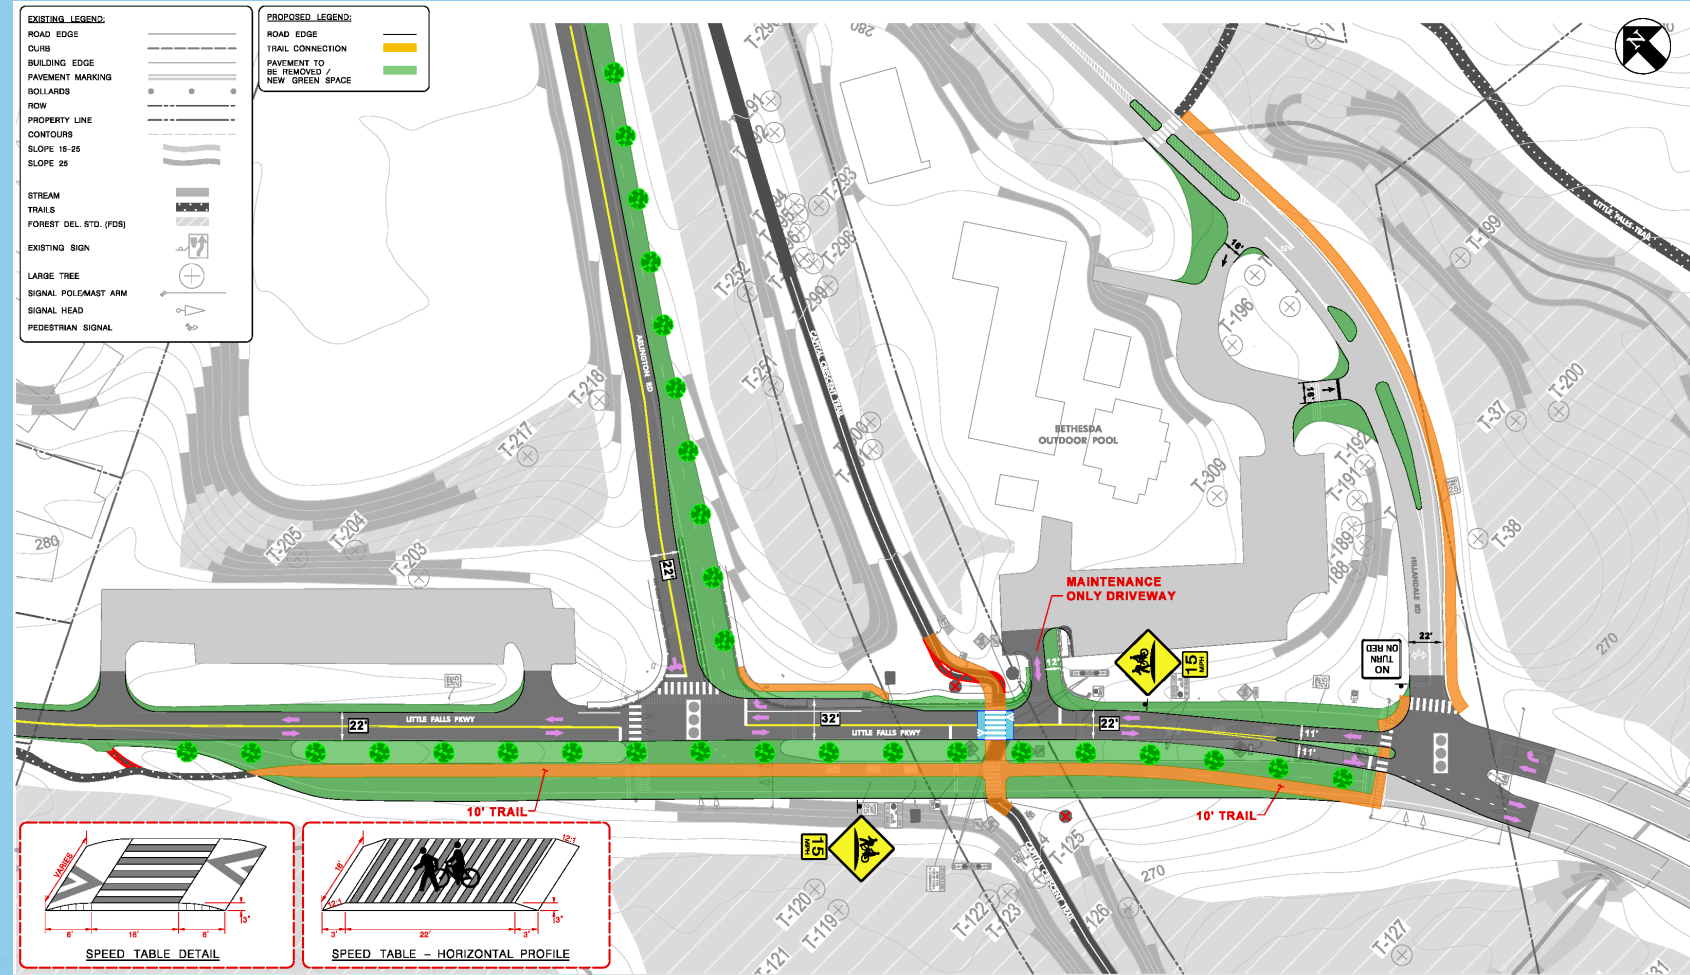 EXISTING LEGEND:
ROAD EDGE
CURB
BUILDING EDGE
PAVEMENT MARKING
BOLLARDS
ROW
PROPERTY LINE
CONTOURS
SLOPE 15-25
SLOPE 25
STREAM
TRAILS
FOREST DEL. STD. (FDS)
EXISTING SIGN
LARGE TREE
SIGNAL POLE/MAST ARM
SIGNAL HEAD
PEDESTRIAN SIGNAL
PROPOSED LEGEND:
ROAD EDGE
TRAIL CONNECTION
PAVEMENT TO
BE REMOVED /
NEW GREEN SPACE
N
280
T-293
T-298
T-252
T-251
T-196
T-199
LITTLE FALLS TRAIL
ARLINGTON RD
CAPITAL CRESCENT TRAIL
16'
16'
T-218
T-217
T-200
T-37
BETHESDA
OUTDOOR POOL
T-309
T-192
T-191
T-38
280
T-205
T-204
T-203
22'
HILLANDALE RD
MAINTENANCE
ONLY DRIVEWAY
22'
270
NO
TURN
ON RED
12'
15
MPH
22'
LITTLE FALLS PKWY
32'
LITTLE FALLS PKWY
22'
11'
11'
10' TRAIL
10' TRAIL
15
MPH
T-125
270
CAPITAL CRESCENT TRAIL
T-120
T-119
T-121
T-122
T-127
VARIES
6'
16'
6'
3"
SPEED TABLE DETAIL
16'
12:1
12:1
3'
22'
3'
3"
SPEED TABLE - HORIZONTAL PROFILE